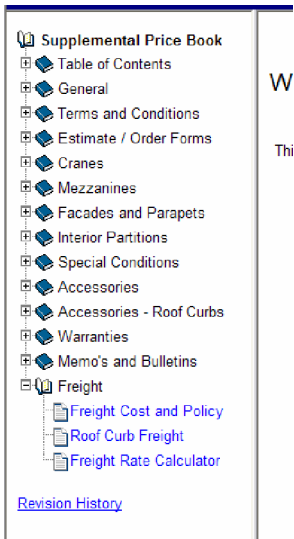 Supplemental Price Book
Table of Contents
General
Terms and Conditions
Estimate / Order Forms
Cranes
Mezzanines
Facades and Parapets
Interior Partitions
Special Conditions
Accessories
Accessories - Roof Curbs
Warranties
Memo's and Bulletins
Freight
Freight Cost and Policy
Roof Curb Freight
Freight Rate Calculator
Revision History
W
Thi